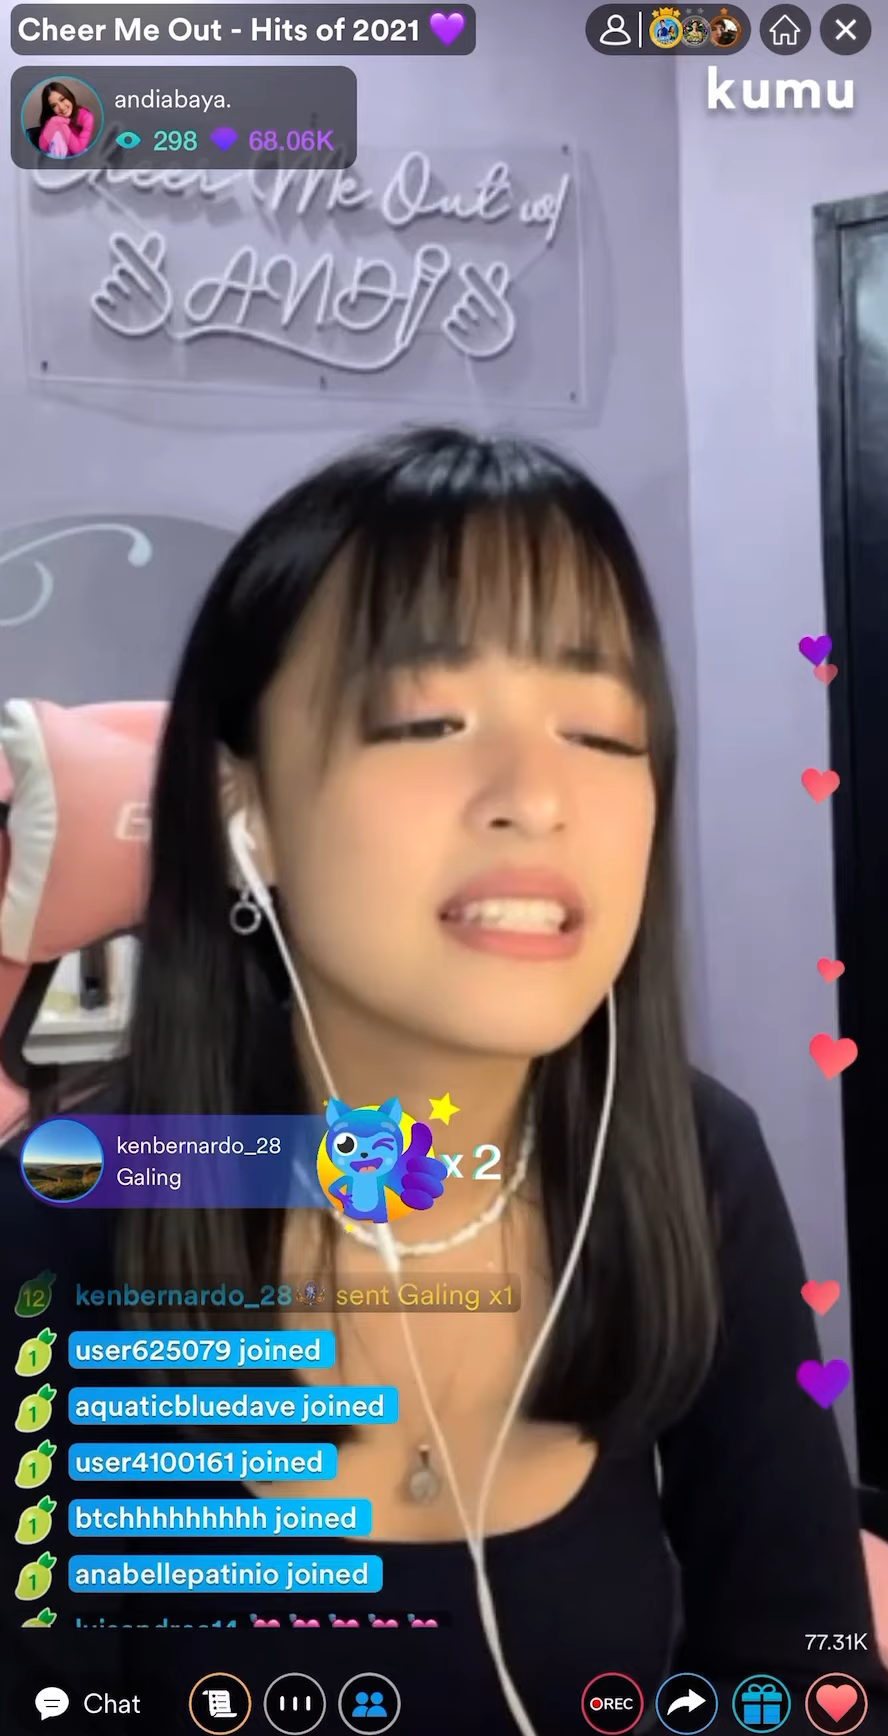 Cheer Me Out - Hits of 2021 💜
andiabaya.
298 68.06K
kumu
Cheer Me Out w/
ANDI
kenbernardo_28
Galing
x 2
12 kenbernardo_28 sent Galing x1
1 user625079 joined
1 aquaticbluedave joined
1 user4100161 joined
1 btchhhhhhhhh joined
1 anabellepatinio joined
77.31K
Chat
REC